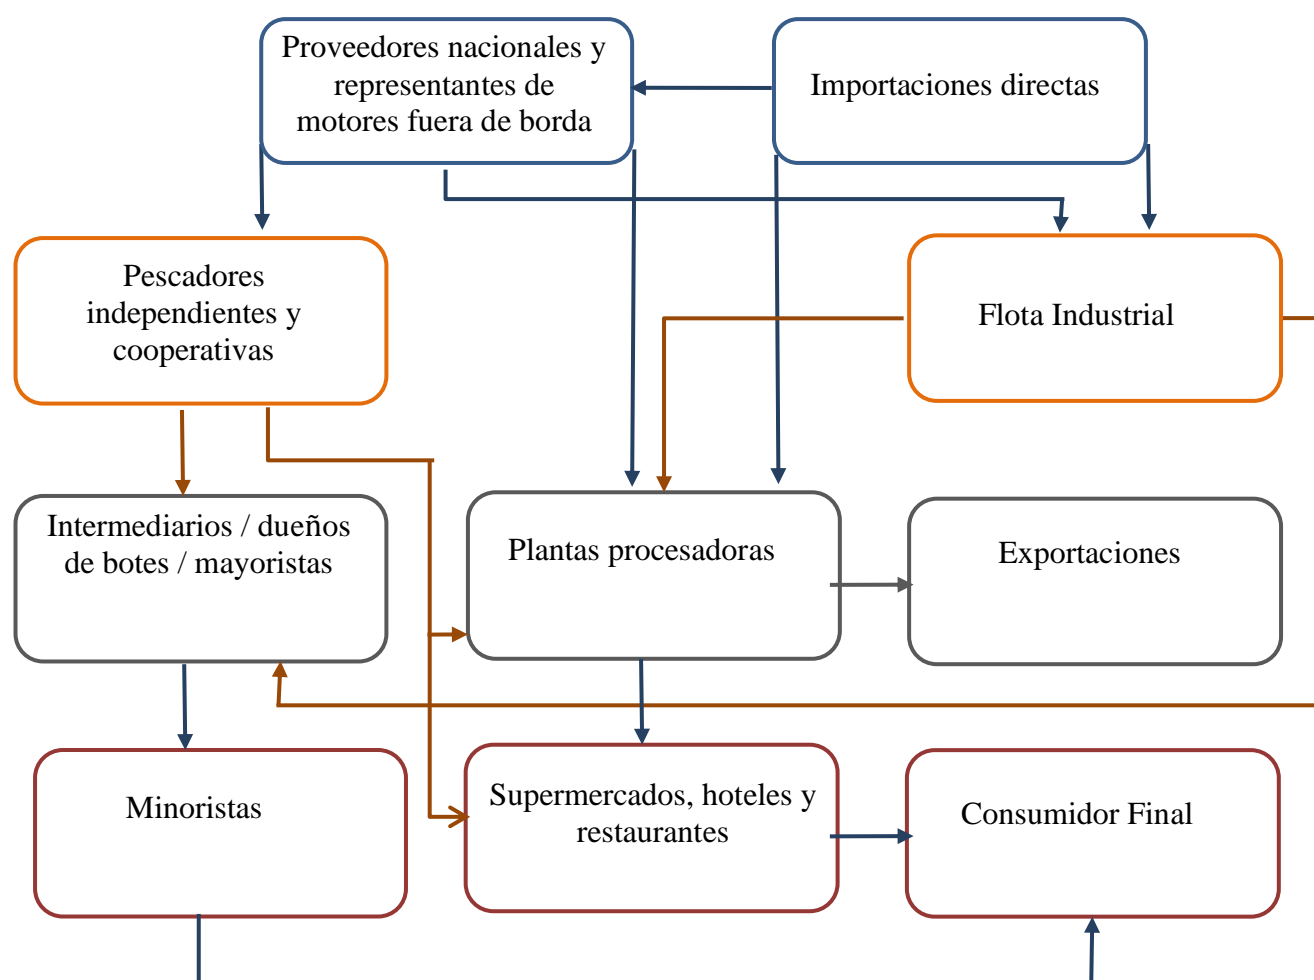 Proveedores nacionales y
representantes de
motores fuera de borda
Importaciones directas
Pescadores
independientes y
cooperativas
Flota Industrial
Intermediarios / dueños
de botes / mayoristas
Plantas procesadoras
Exportaciones
Minoristas
Supermercados, hoteles y
restaurantes
Consumidor Final